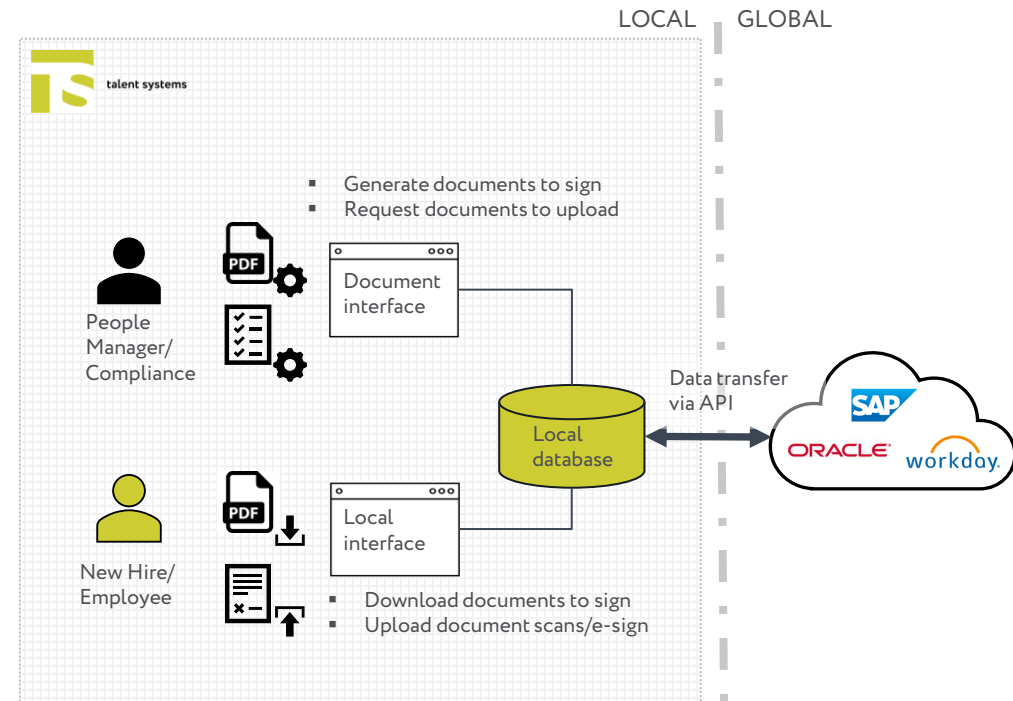 LOCAL
GLOBAL
TS
talent systems
▪ Generate documents to sign
▪ Request documents to upload
PDF
Document
interface
People
Manager/
Compliance
Data transfer
via API
SAP
ORACLE
workday.
Local
database
PDF
Local
interface
New Hire/
Employee
▪ Download documents to sign
▪ Upload document scans/e-sign